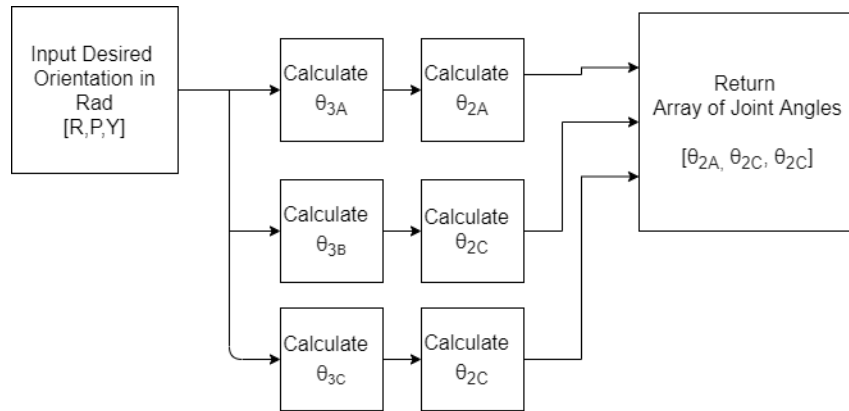 Input Desired
Orientation in
Rad
[R,P,Y]
Calculate
θ3A
Calculate
θ2A
Calculate
θ3B
Calculate
θ2C
Calculate
θ3C
Calculate
θ2C
Return
Array of Joint Angles
[θ2A, θ2C, θ2C]